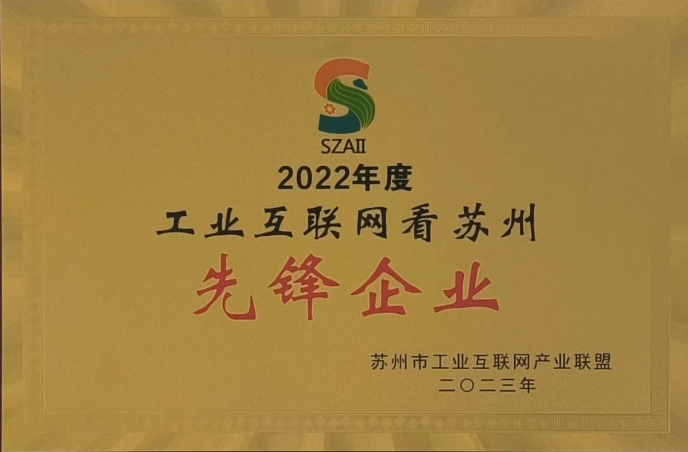 SZAII
2022年度
工业互联网看苏州
先锋企业
苏州市工业互联网产业联盟
二〇二三年